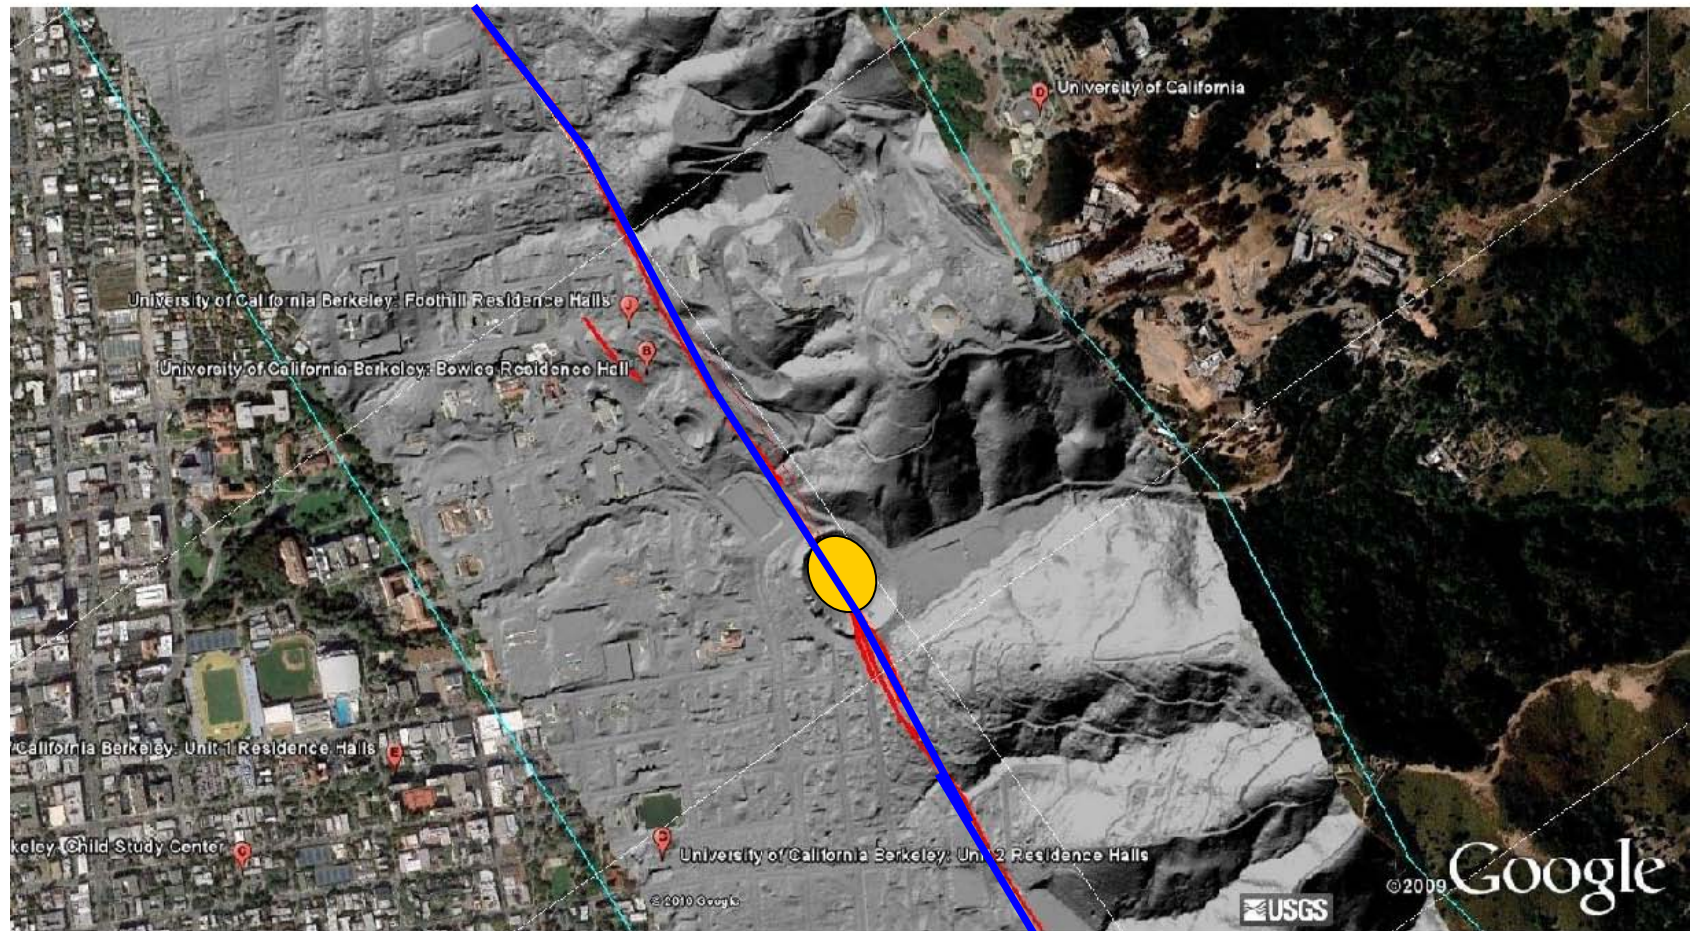 D University of California
University of California Berkeley: Foothill Residence Halls J
University of California Berkeley: Bowles Residence Hall B
California Berkeley: Unit 1 Residence Halls E
keley Child Study Center G
University of California Berkeley: Unit 2 Residence Halls
© 2010 Google
©2009 Google
USGS